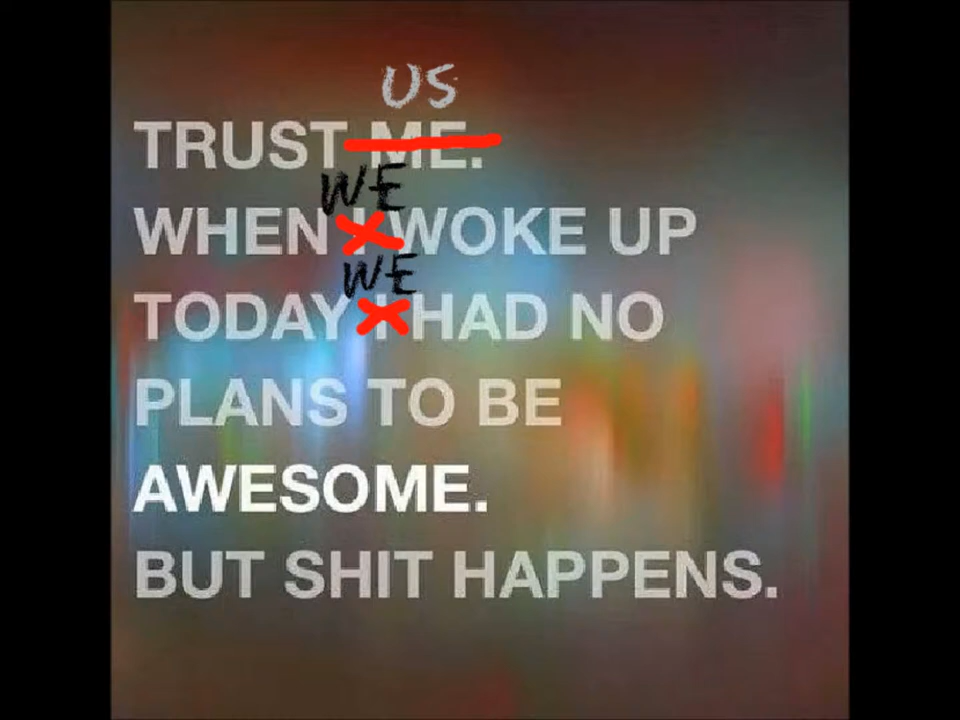 US
TRUST ME.
WE
WHEN I WOKE UP
WE
TODAY I HAD NO
PLANS TO BE
AWESOME.
BUT SHIT HAPPENS.